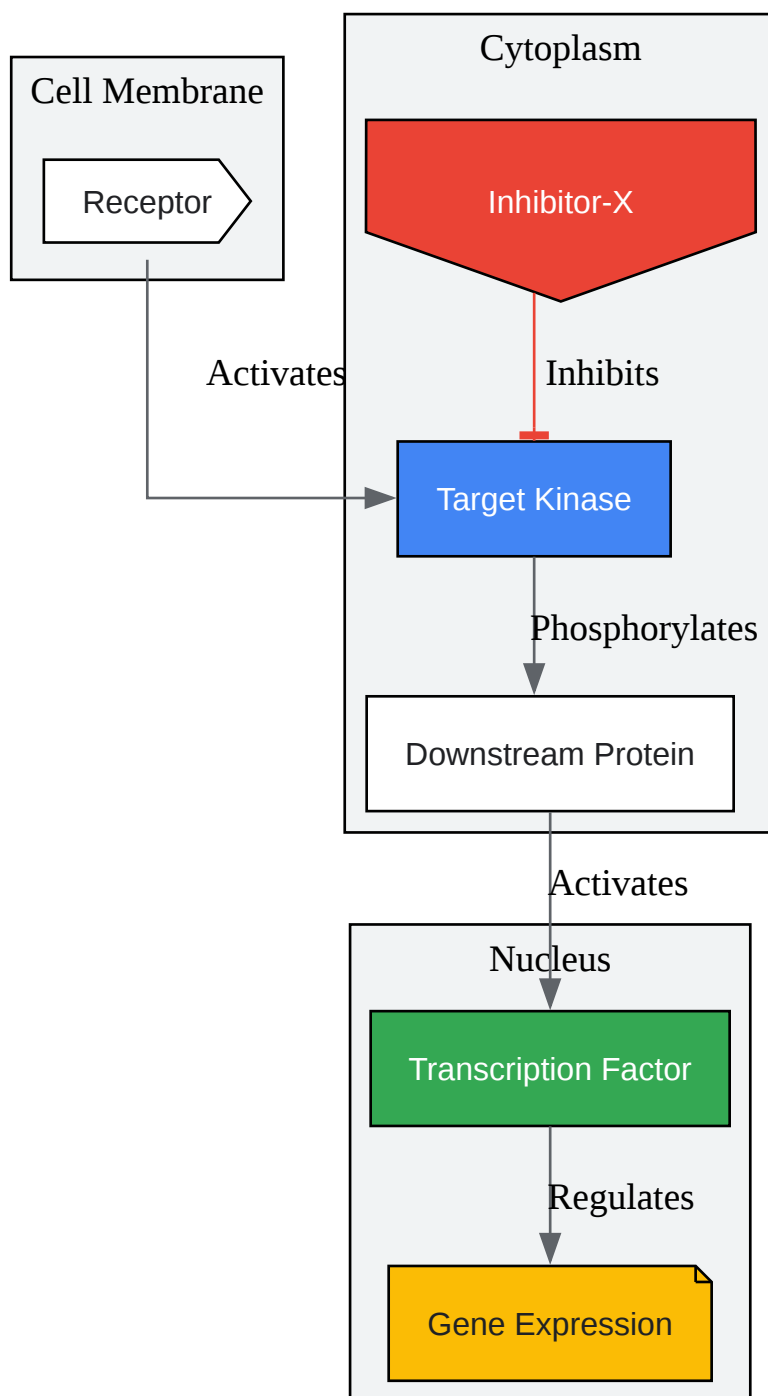 Cytoplasm
Cell Membrane
Receptor
Inhibitor-X
Activates
Inhibits
Target Kinase
Phosphorylates
Downstream Protein
Activates
Nucleus
Transcription Factor
Regulates
Gene Expression